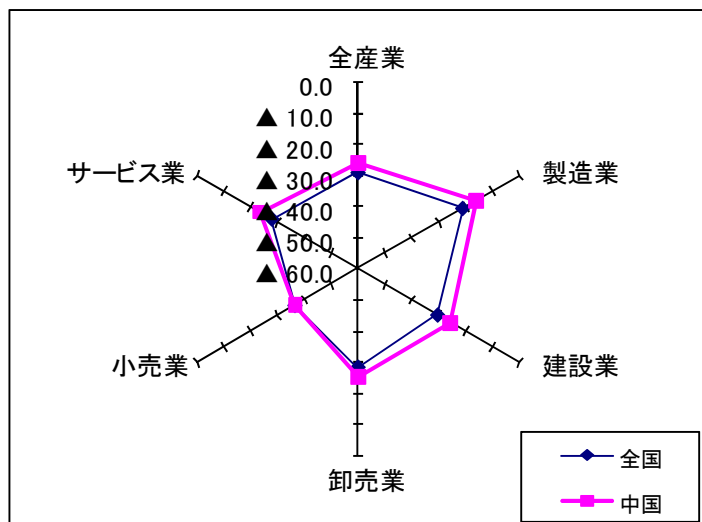 全産業
0.0
▲ 10.0
▲ 20.0
▲ 30.0
▲ 40.0
▲ 50.0
▲ 60.0
サービス業
製造業
小売業
建設業
卸売業
全国
中国